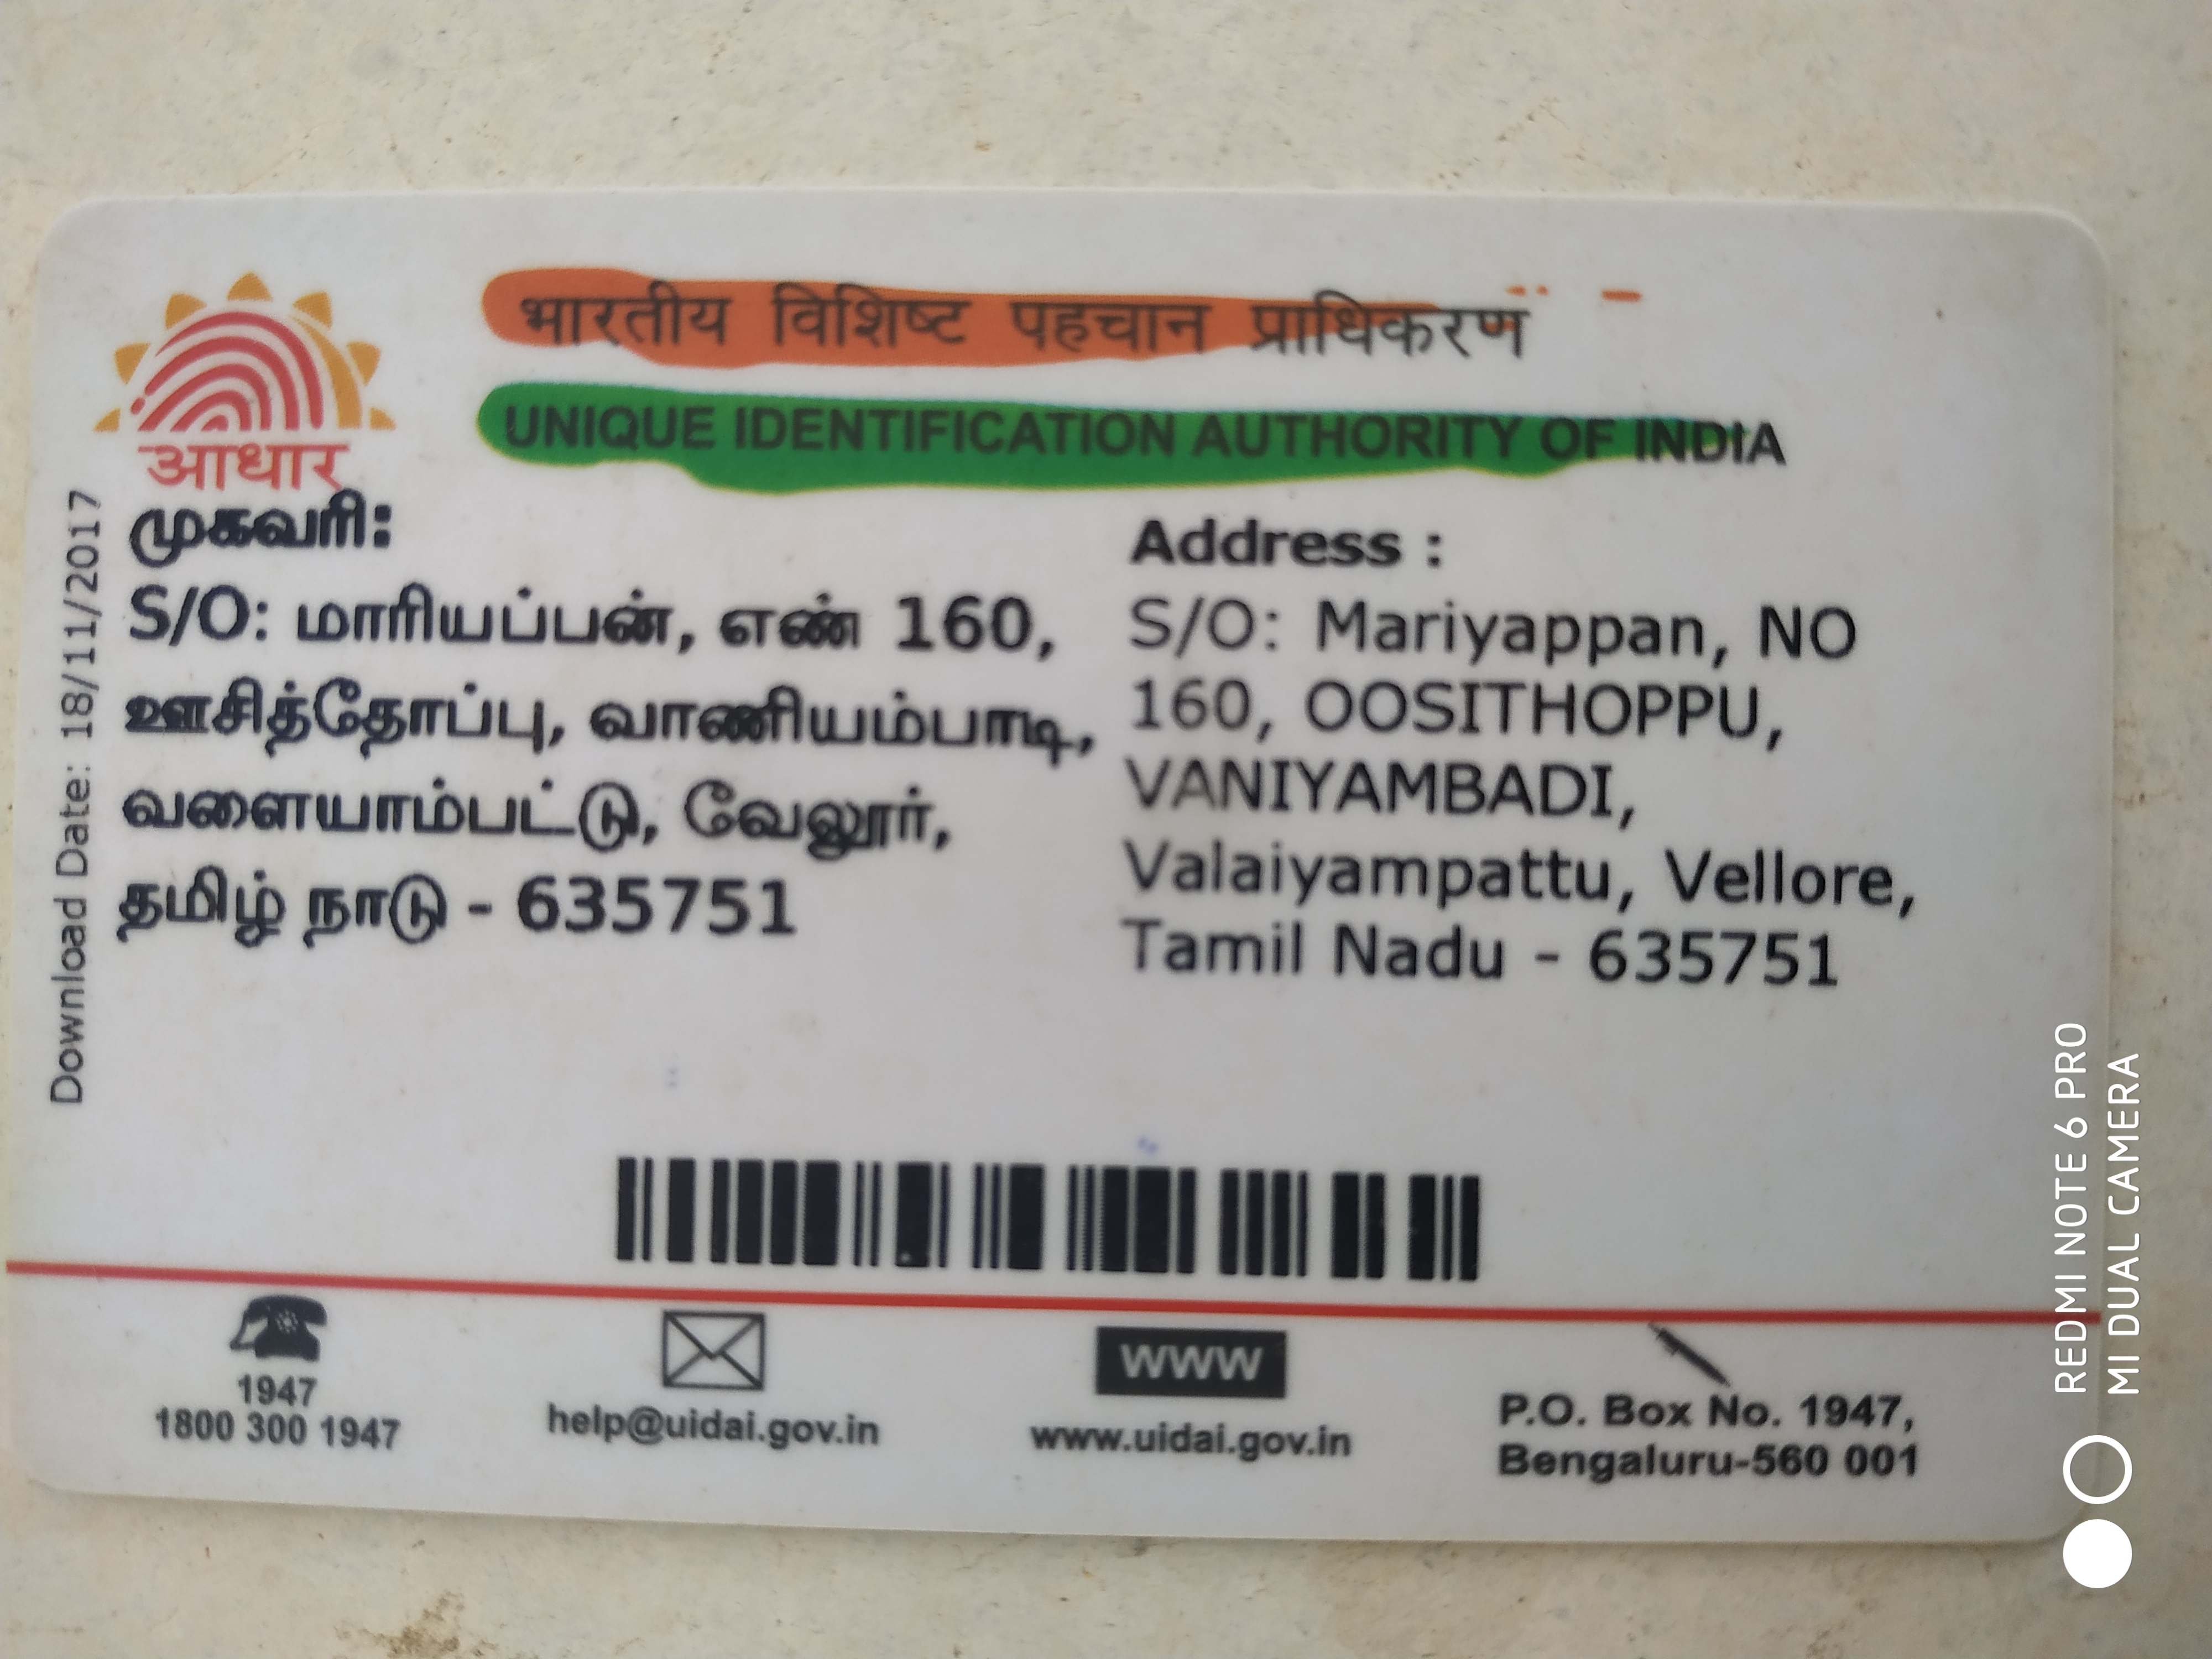 भारतीय विशिष्ट पहचान प्राधिकरण
UNIQUE IDENTIFICATION AUTHORITY OF INDIA
आधार
Download Date: 18/11/2017
முகவரி:
S/O: மாரியப்பன், எண் 160,
ஊசித்தோப்பு, வாணியம்பாடி,
வளையாம்பட்டு, வேலூர்,
தமிழ் நாடு - 635751
Address :
S/O: Mariyappan, NO
160, OOSITHOPPU,
VANIYAMBADI,
Valaiyampattu, Vellore,
Tamil Nadu - 635751
1947
1800 300 1947
help@uidai.gov.in
WWW
www.uidai.gov.in
P.O. Box No. 1947,
Bengaluru-560 001
REDMI NOTE 6 PRO
MI DUAL CAMERA